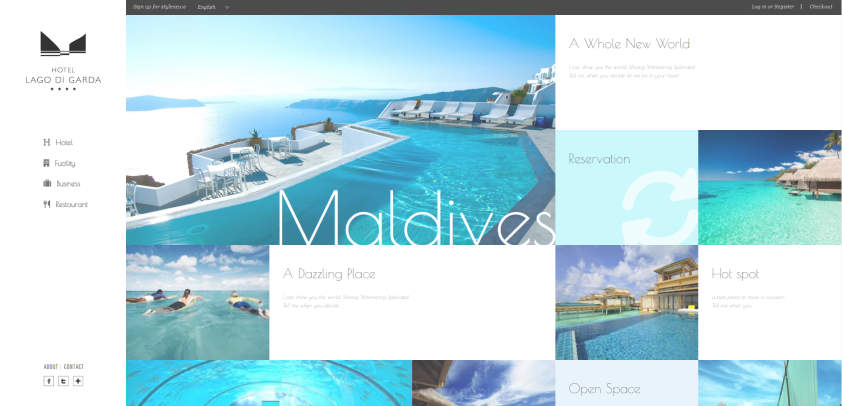 Sign up for stylenesco
English
Log in or Register | Checkout
HOTEL
LAGO DI GARDA
Hotel
Facility
Business
Restaurant
ABOUT | CONTACT
Maldives
A Whole New World
I can show you the world. Shining, Shimmering Splendid
Tell me when you decide let me be in your heart
Reservation
A Dazzling Place
I can show you the world. Shining, Shimmering Splendid
Tell me when you decide
Hot spot
a best place to have a vacation
Tell me when you
Open Space